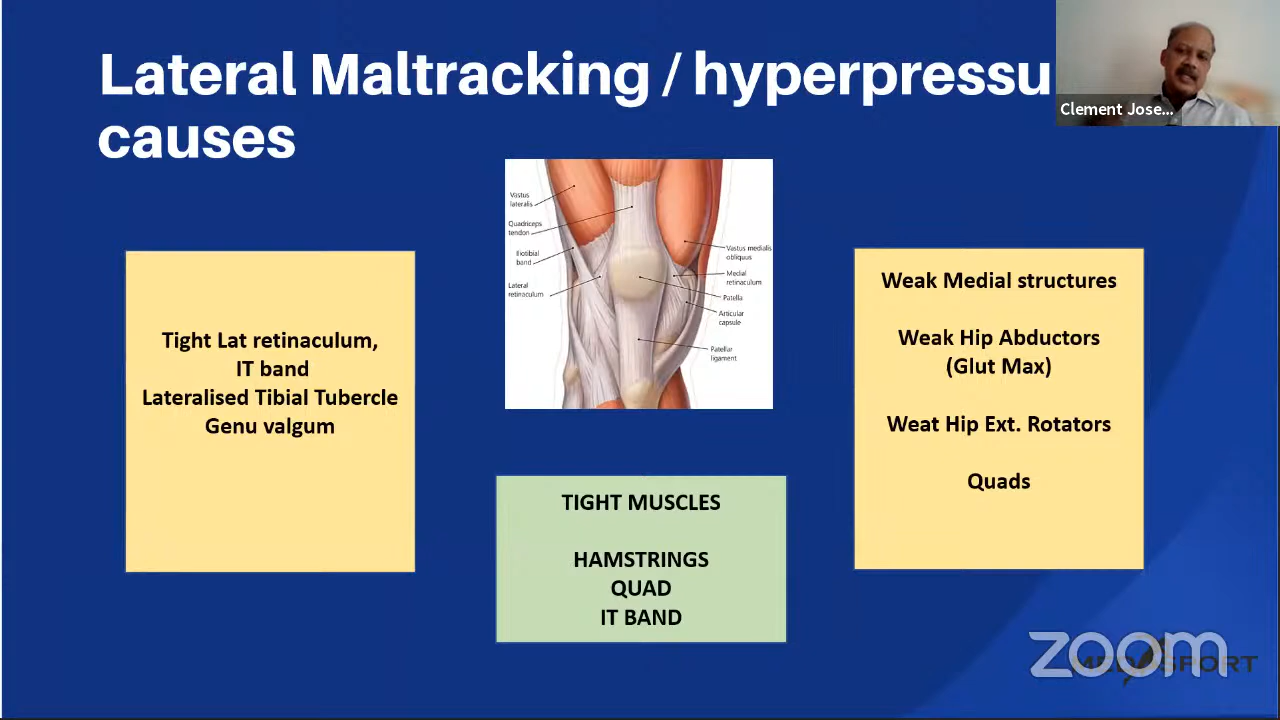 Lateral Maltracking / hyperpressu
causes
Clement Jose...
Vastus
lateralis
Quadriceps
tendon
Iliotibial
band
Lateral
retinaculum
Vastus medialis
obliquus
Medial
retinaculum
Patella
Articular
capsule
Patellar
ligament
Tight Lat retinaculum,
IT band
Lateralised Tibial Tubercle
Genu valgum
TIGHT MUSCLES
HAMSTRINGS
QUAD
IT BAND
Weak Medial structures
Weak Hip Abductors
(Glut Max)
Weat Hip Ext. Rotators
Quads
zoom